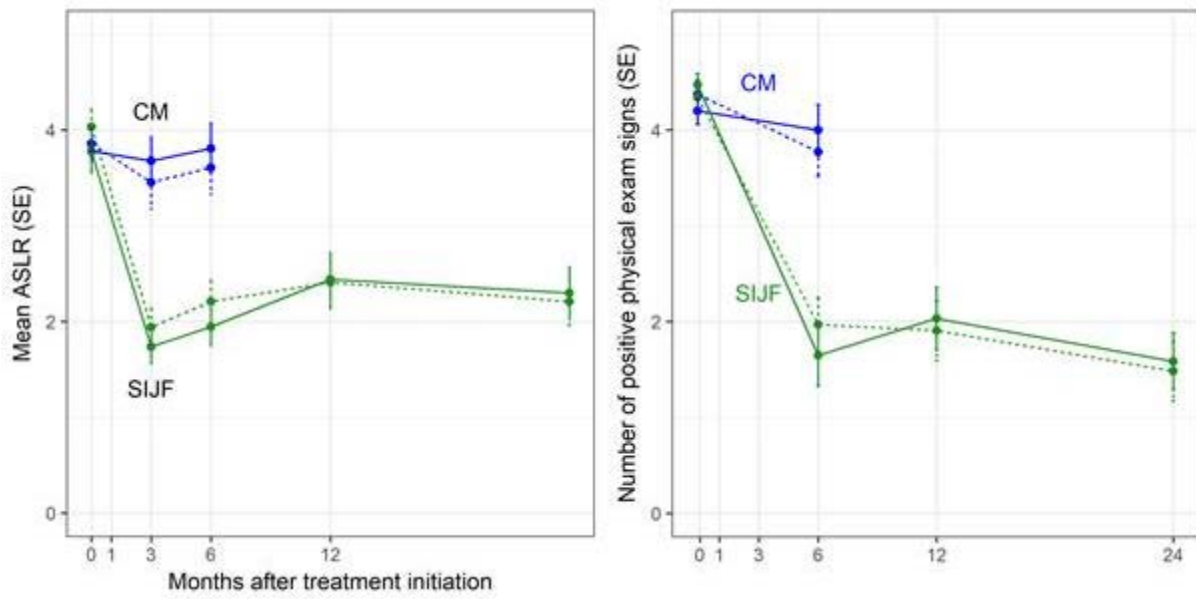 Mean ASLR (SE)
4
2
0
CM
SIJF
0 1 3 6 12
Months after treatment initiation
Number of positive physical exam signs (SE)
4
2
0
CM
SIJF
0 1 3 6 12 24